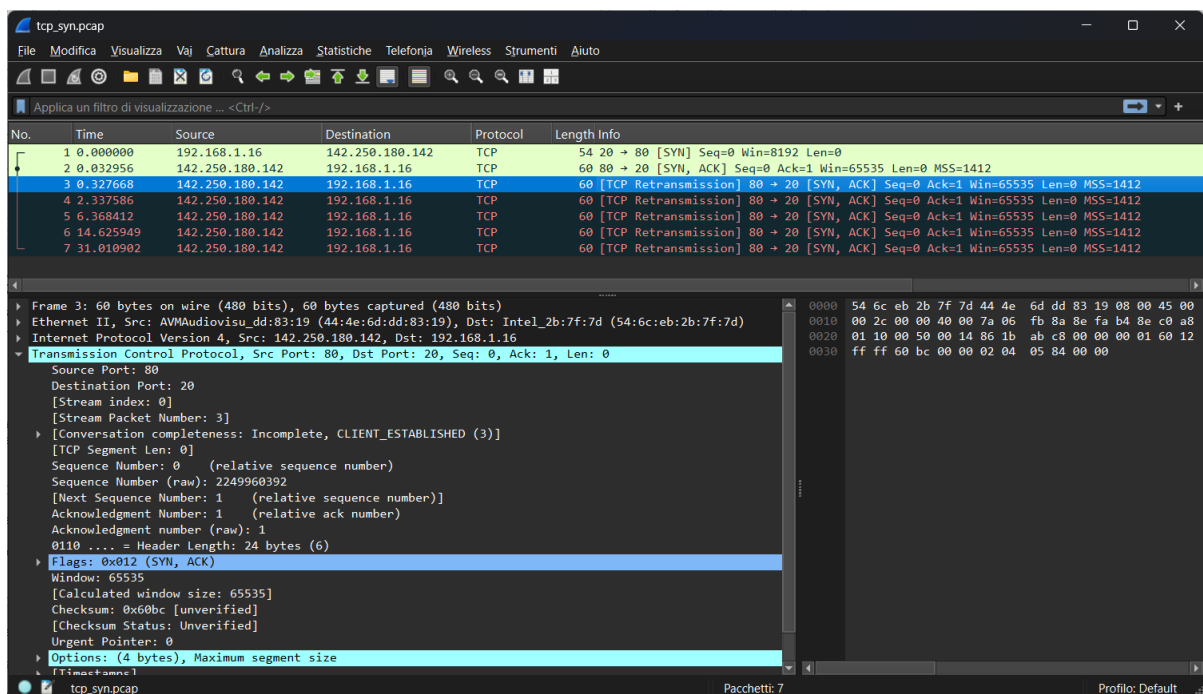 tcp_syn.pcap
File Modifica Visualizza Vai Cattura Analizza Statistiche Telefonia Wireless Strumenti Aiuto
Applica un filtro di visualizzazione ... <Ctrl-/>
No. Time Source Destination Protocol Length Info
1 0.000000 192.168.1.16 142.250.180.142 TCP 54 20 → 80 [SYN] Seq=0 Win=8192 Len=0
2 0.032956 142.250.180.142 192.168.1.16 TCP 60 80 → 20 [SYN, ACK] Seq=0 Ack=1 Win=65535 Len=0 MSS=1412
3 0.327668 142.250.180.142 192.168.1.16 TCP 60 [TCP Retransmission] 80 → 20 [SYN, ACK] Seq=0 Ack=1 Win=65535 Len=0 MSS=1412
4 2.337586 142.250.180.142 192.168.1.16 TCP 60 [TCP Retransmission] 80 → 20 [SYN, ACK] Seq=0 Ack=1 Win=65535 Len=0 MSS=1412
5 6.368412 142.250.180.142 192.168.1.16 TCP 60 [TCP Retransmission] 80 → 20 [SYN, ACK] Seq=0 Ack=1 Win=65535 Len=0 MSS=1412
6 14.625949 142.250.180.142 192.168.1.16 TCP 60 [TCP Retransmission] 80 → 20 [SYN, ACK] Seq=0 Ack=1 Win=65535 Len=0 MSS=1412
7 31.010902 142.250.180.142 192.168.1.16 TCP 60 [TCP Retransmission] 80 → 20 [SYN, ACK] Seq=0 Ack=1 Win=65535 Len=0 MSS=1412
Frame 3: 60 bytes on wire (480 bits), 60 bytes captured (480 bits)
Ethernet II, Src: AVMAudiovisu_dd:83:19 (44:4e:6d:dd:83:19), Dst: Intel_2b:7f:7d (54:6c:eb:2b:7f:7d)
Internet Protocol Version 4, Src: 142.250.180.142, Dst: 192.168.1.16
Transmission Control Protocol, Src Port: 80, Dst Port: 20, Seq: 0, Ack: 1, Len: 0
Source Port: 80
Destination Port: 20
[Stream index: 0]
[Stream Packet Number: 3]
[Conversation completeness: Incomplete, CLIENT_ESTABLISHED (3)]
[TCP Segment Len: 0]
Sequence Number: 0 (relative sequence number)
Sequence Number (raw): 2249960392
[Next Sequence Number: 1 (relative sequence number)]
Acknowledgment Number: 1 (relative ack number)
Acknowledgment number (raw): 1
0110 .... = Header Length: 24 bytes (6)
Flags: 0x012 (SYN, ACK)
Window: 65535
[Calculated window size: 65535]
Checksum: 0x60bc [unverified]
[Checksum Status: Unverified]
Urgent Pointer: 0
Options: (4 bytes), Maximum segment size
[Timestamps]
0000 54 6c eb 2b 7f 7d 44 4e 6d dd 83 19 08 00 45 00
0010 00 2c 00 00 40 00 7a 06 fb 8a 8e fa b4 8e c0 a8
0020 01 10 00 50 00 14 86 1b ab c8 00 00 00 01 60 12
0030 ff ff 60 bc 00 00 02 04 05 84 00 00
tcp_syn.pcap Pacchetti: 7 Profilo: Default